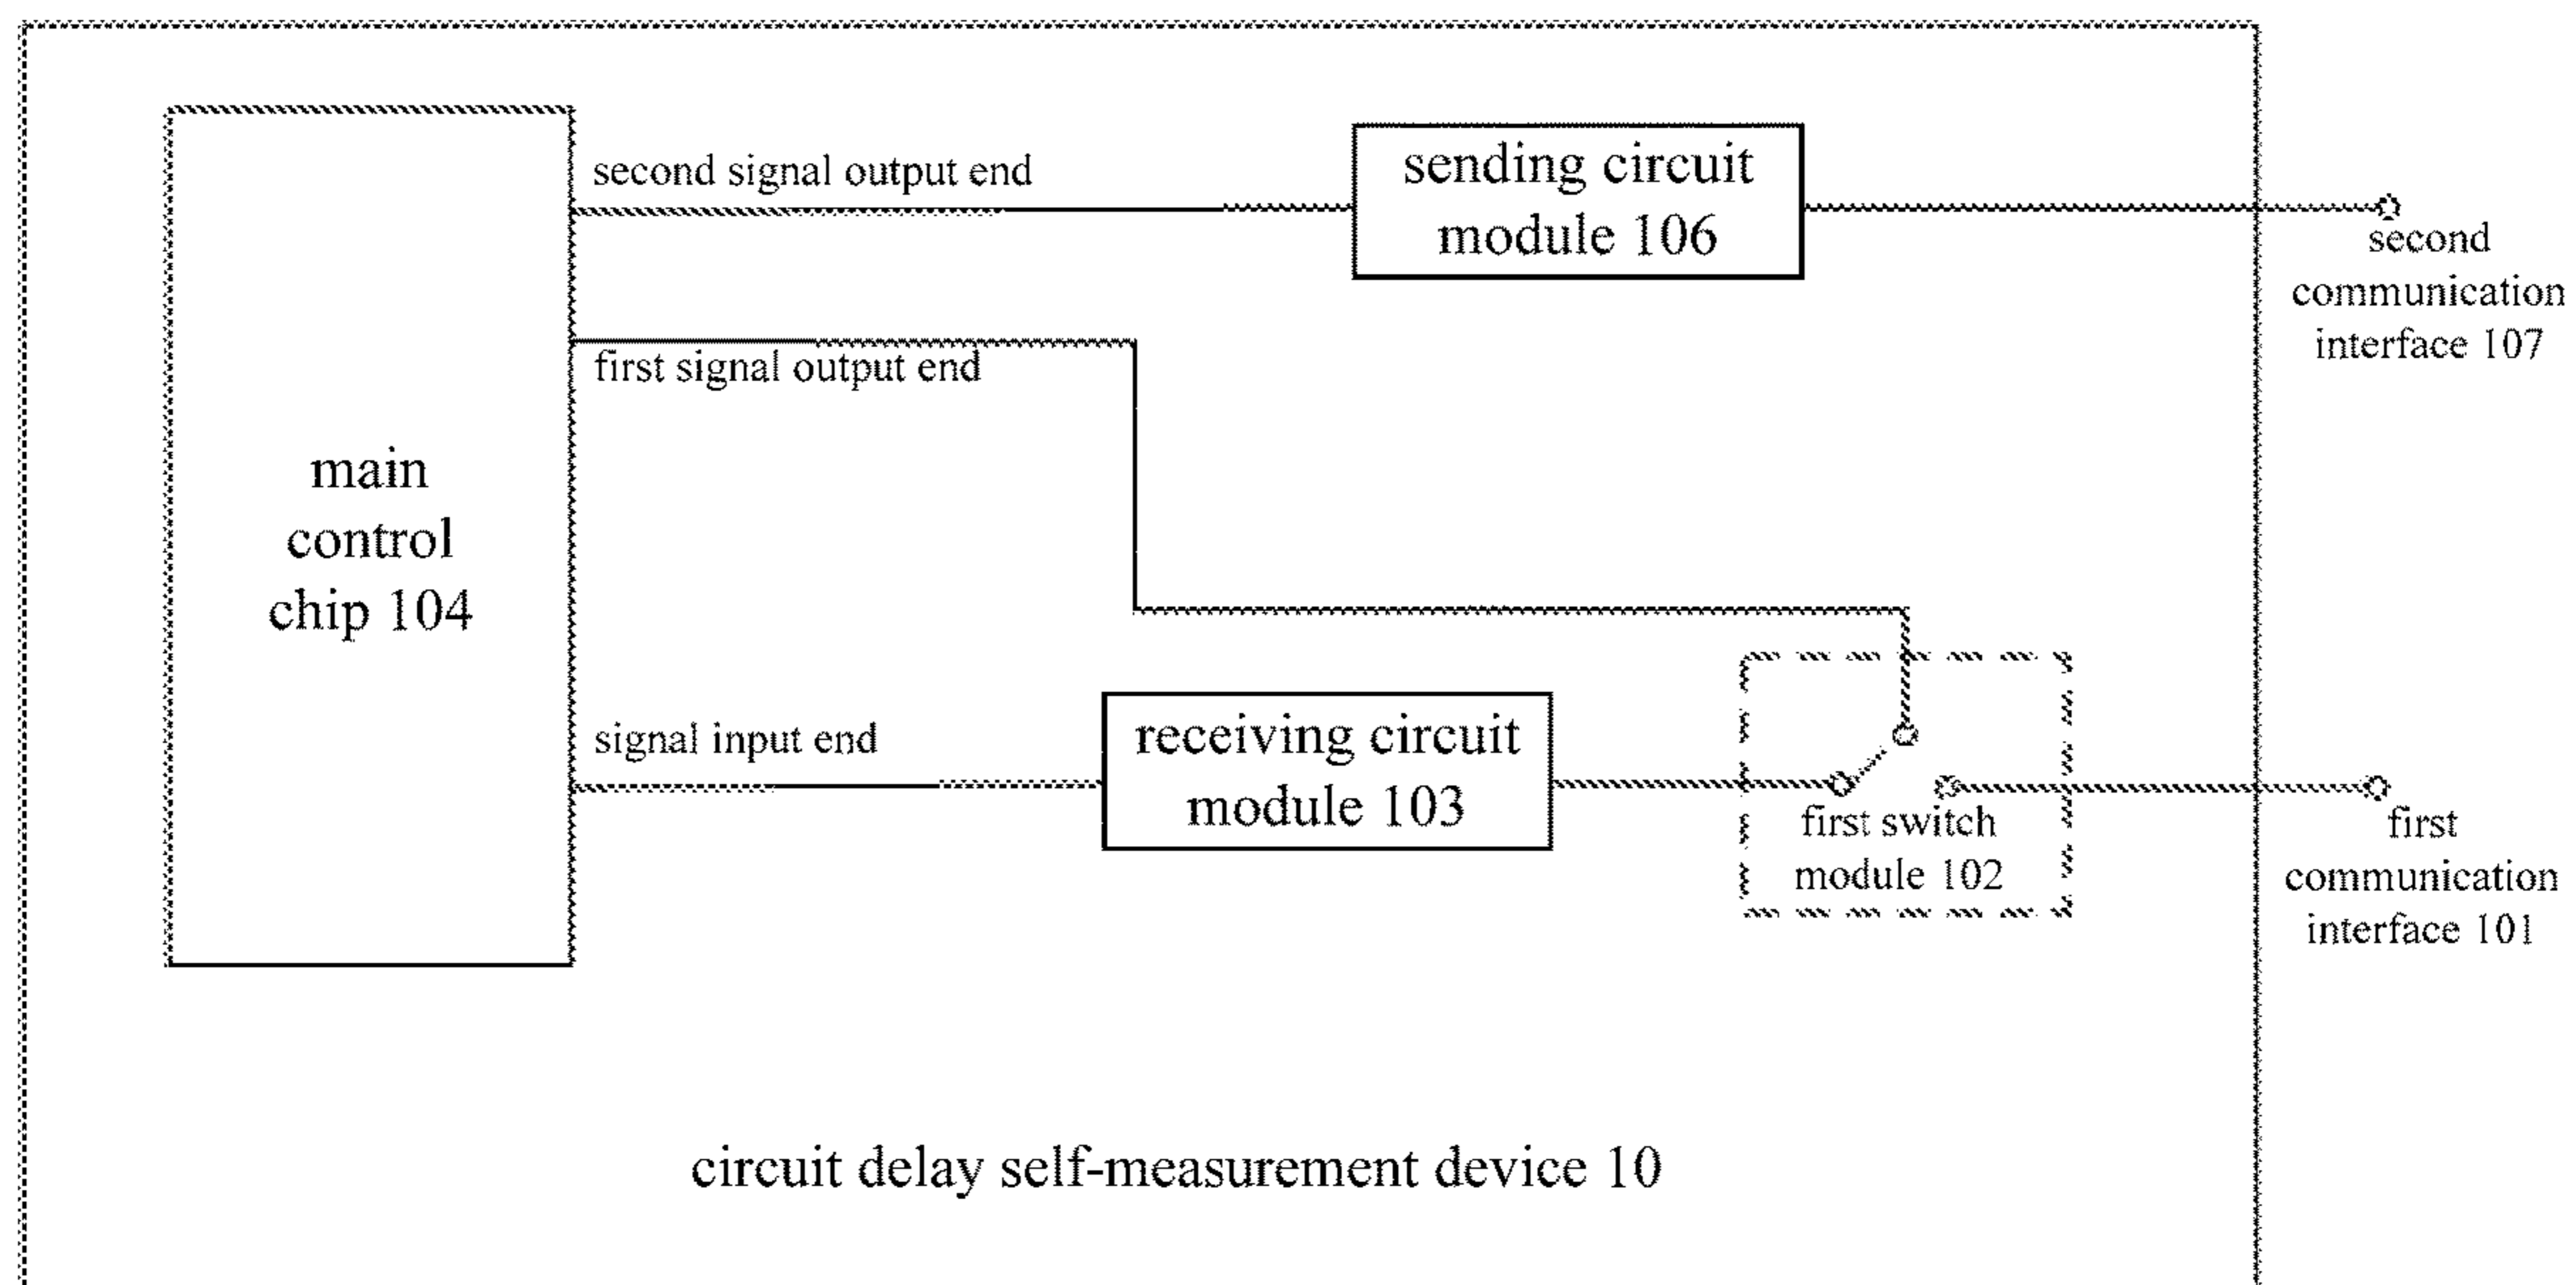 second signal output end
sending circuit
module 106
second
communication
interface 107
first signal output end
main
control
chip 104
signal input end
receiving circuit
module 103
first switch
module 102
first
communication
interface 101
circuit delay self-measurement device 10